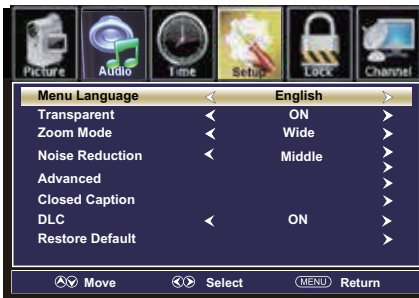 Picture Audio Time Setup Lock Channel
Menu Language English
Transparent ON
Zoom Mode Wide
Noise Reduction Middle
Advanced
Closed Caption
DLC ON
Restore Default
Move Select MENU Return